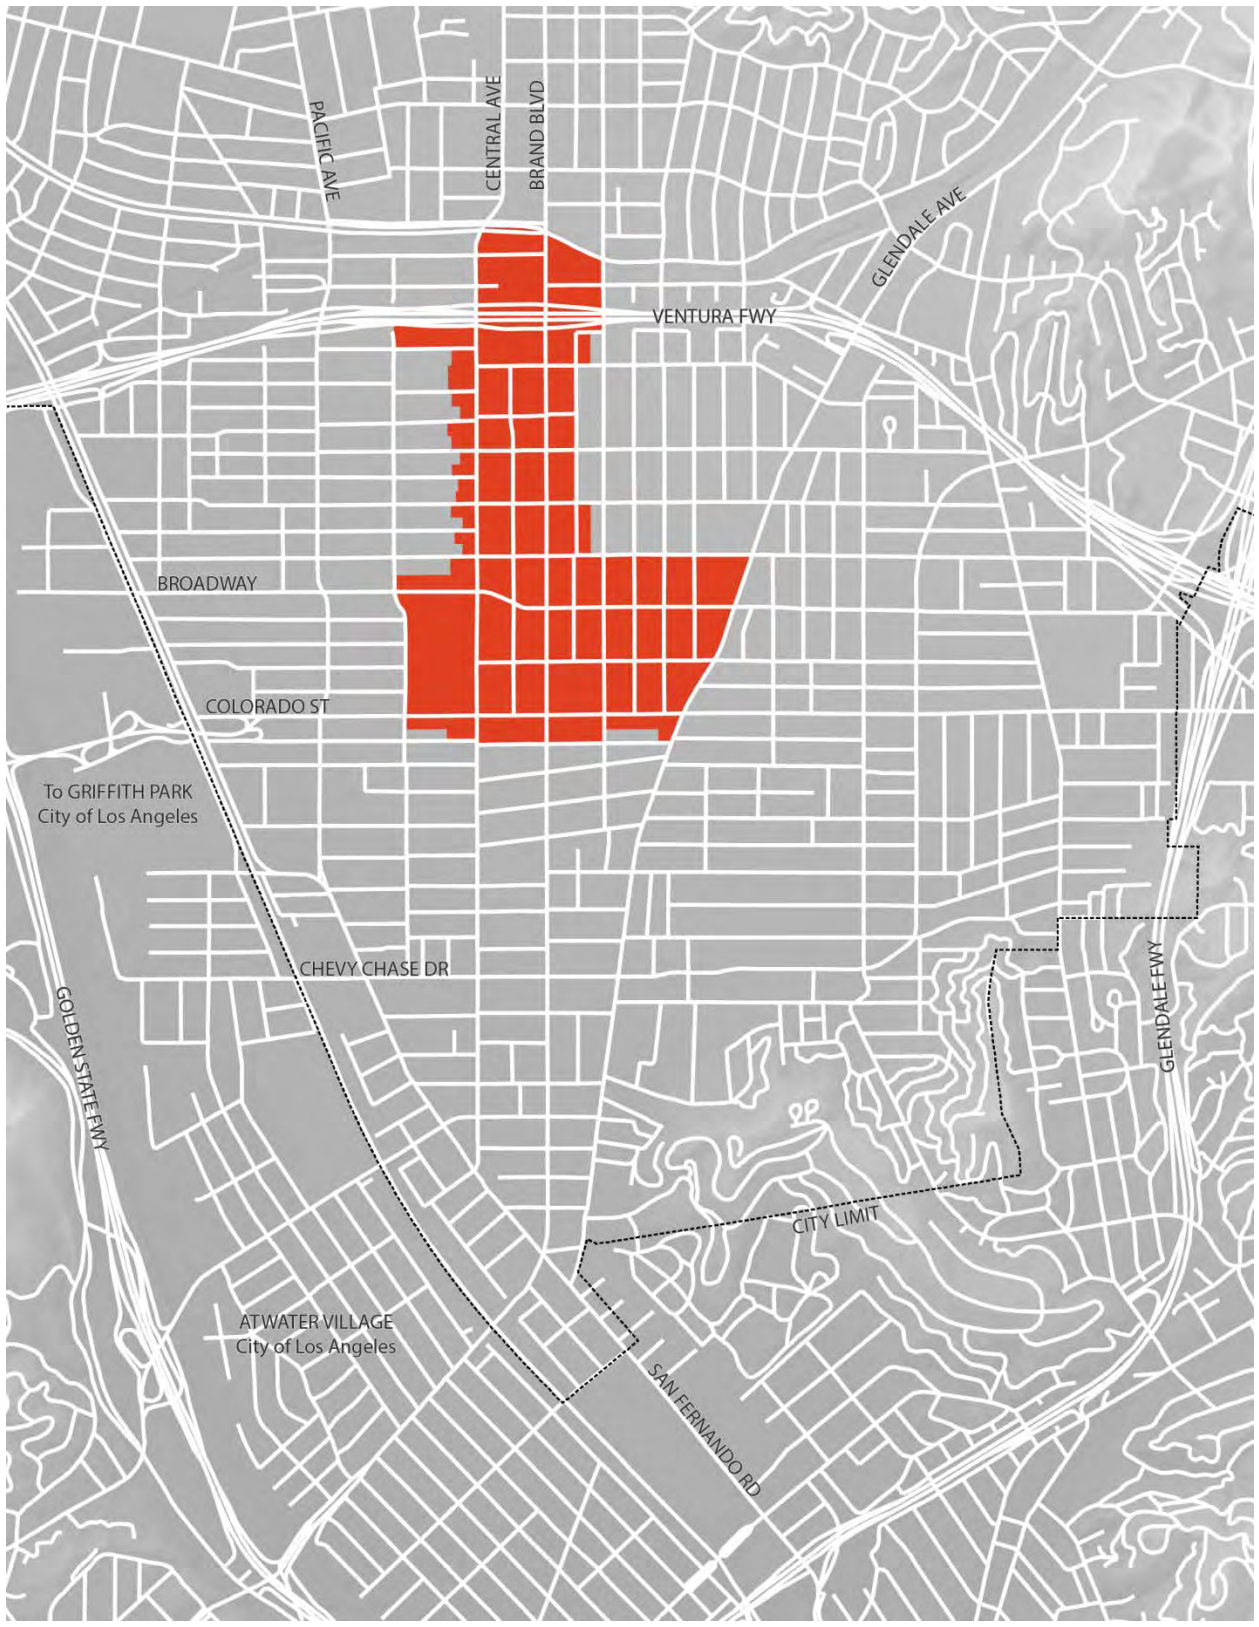 PACIFIC AVE
CENTRAL AVE
BRAND BLVD
GLENDALE AVE
VENTURA FWY
BROADWAY
COLORADO ST
To GRIFFITH PARK
City of Los Angeles
CHEVY CHASE DR
GOLDEN STATE FWY
GLENDALE FWY
CITY LIMIT
ATWATER VILLAGE
City of Los Angeles
SAN FERNANDO RD